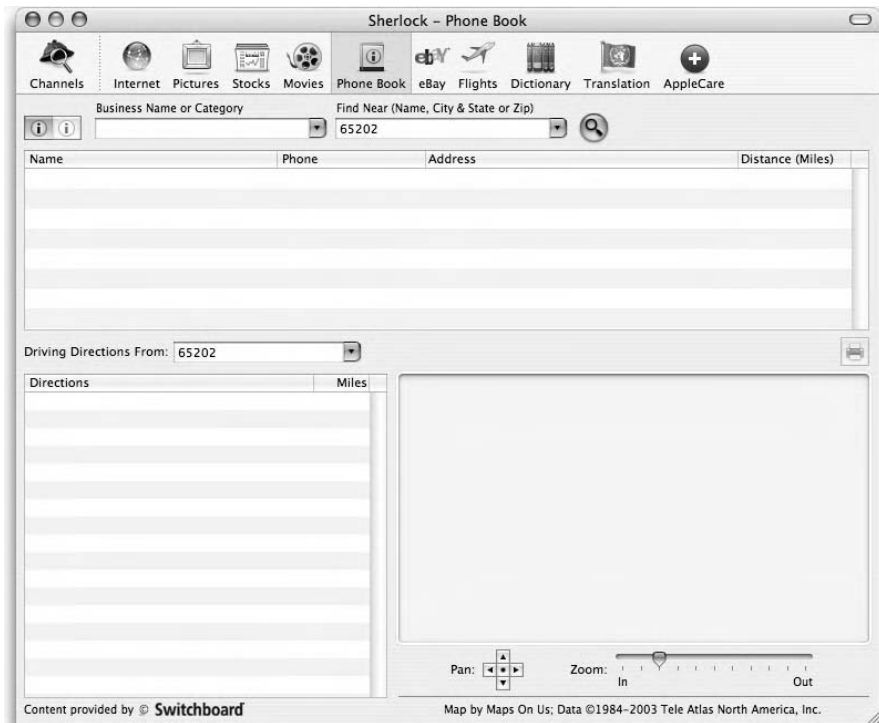 Sherlock – Phone Book
Channels Internet Pictures Stocks Movies Phone Book eBay Flights Dictionary Translation AppleCare
Business Name or Category Find Near (Name, City & State or Zip)
65202
Name Phone Address Distance (Miles)
Driving Directions From: 65202
Directions Miles
Pan: Zoom:
In Out
Content provided by © Switchboard Map by Maps On Us; Data ©1984–2003 Tele Atlas North America, Inc.